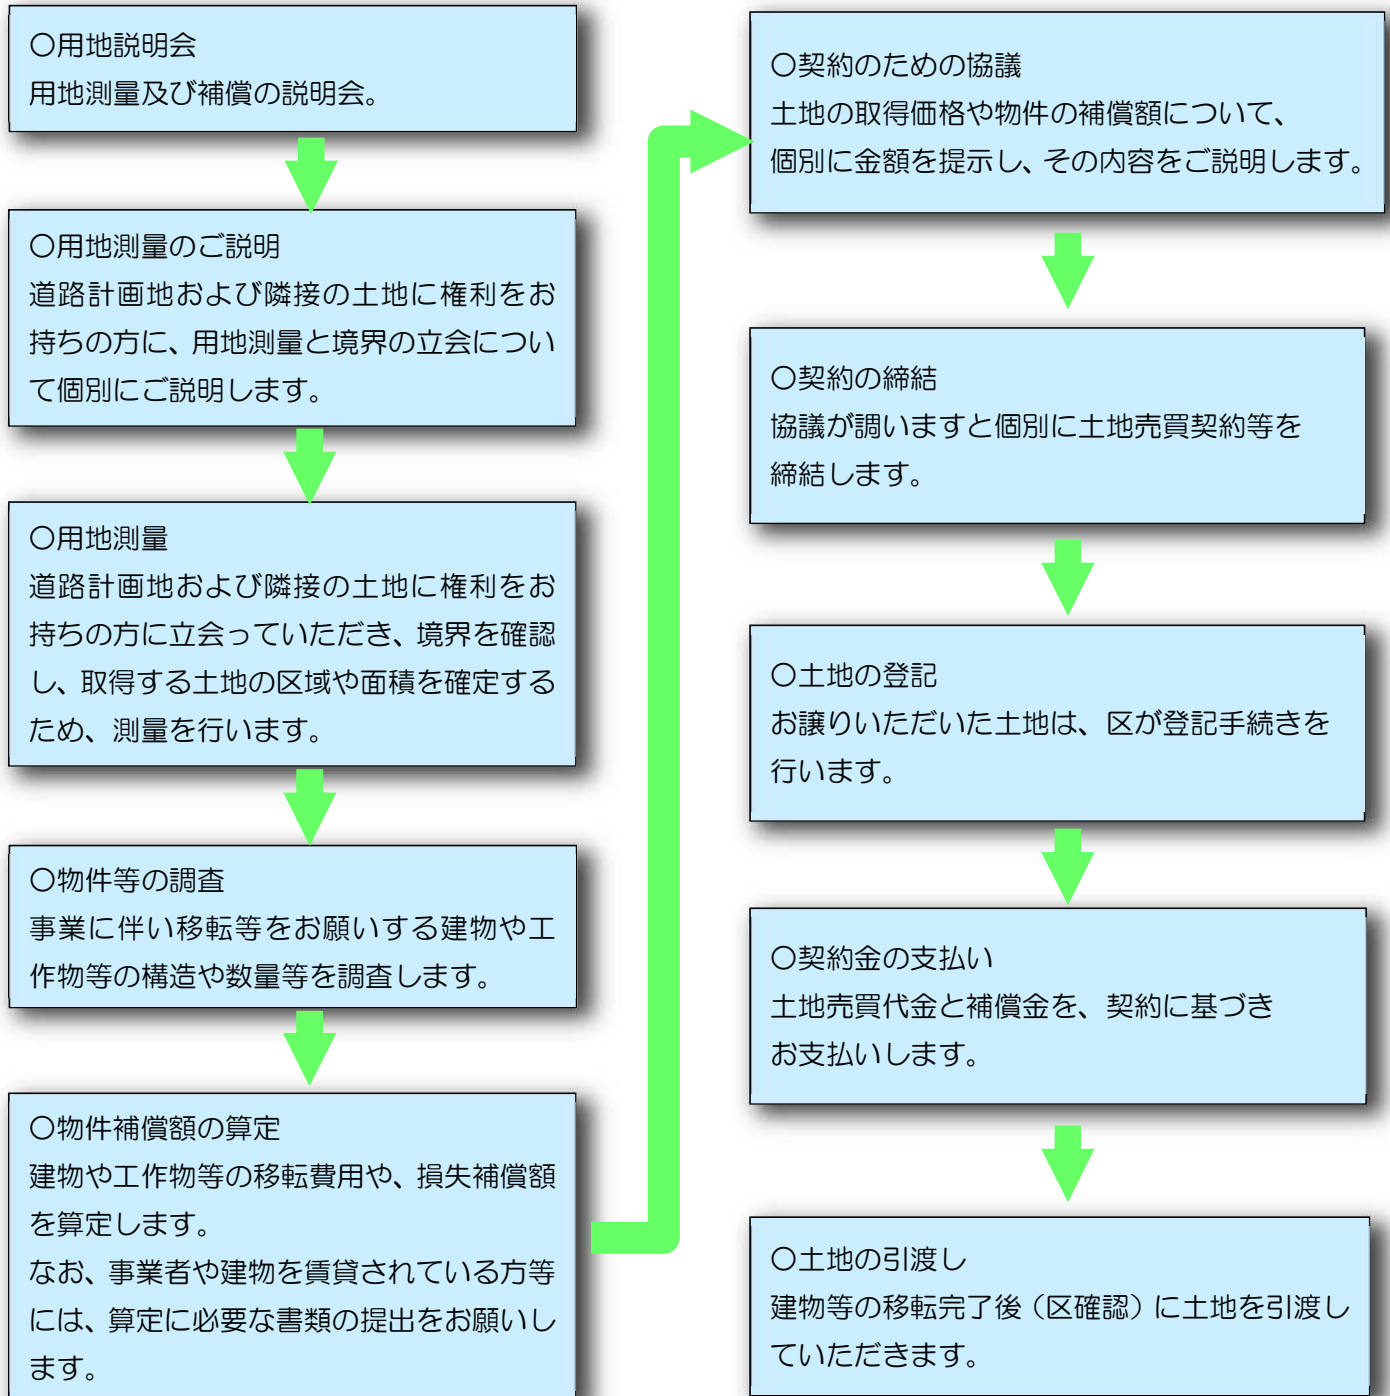 〇用地説明会
用地測量及び補償の説明会。
〇用地測量のご説明
道路計画地および隣接の土地に権利をお
持ちの方に、用地測量と境界の立会につい
て個別にご説明します。
〇用地測量
道路計画地および隣接の土地に権利をお
持ちの方に立会っていただき、境界を確認
し、取得する土地の区域や面積を確定する
ため、測量を行います。
〇物件等の調査
事業に伴い移転等をお願いする建物や工
作物等の構造や数量等を調査します。
〇物件補償額の算定
建物や工作物等の移転費用や、損失補償額
を算定します。
なお、事業者や建物を賃貸されている方等
には、算定に必要な書類の提出をお願いし
ます。
〇契約のための協議
土地の取得価格や物件の補償額について、
個別に金額を提示し、その内容をご説明します。
〇契約の締結
協議が調いますと個別に土地売買契約等を
締結します。
〇土地の登記
お譲りいただいた土地は、区が登記手続きを
行います。
〇契約金の支払い
土地売買代金と補償金を、契約に基づき
お支払いします。
〇土地の引渡し
建物等の移転完了後（区確認）に土地を引渡し
ていただきます。